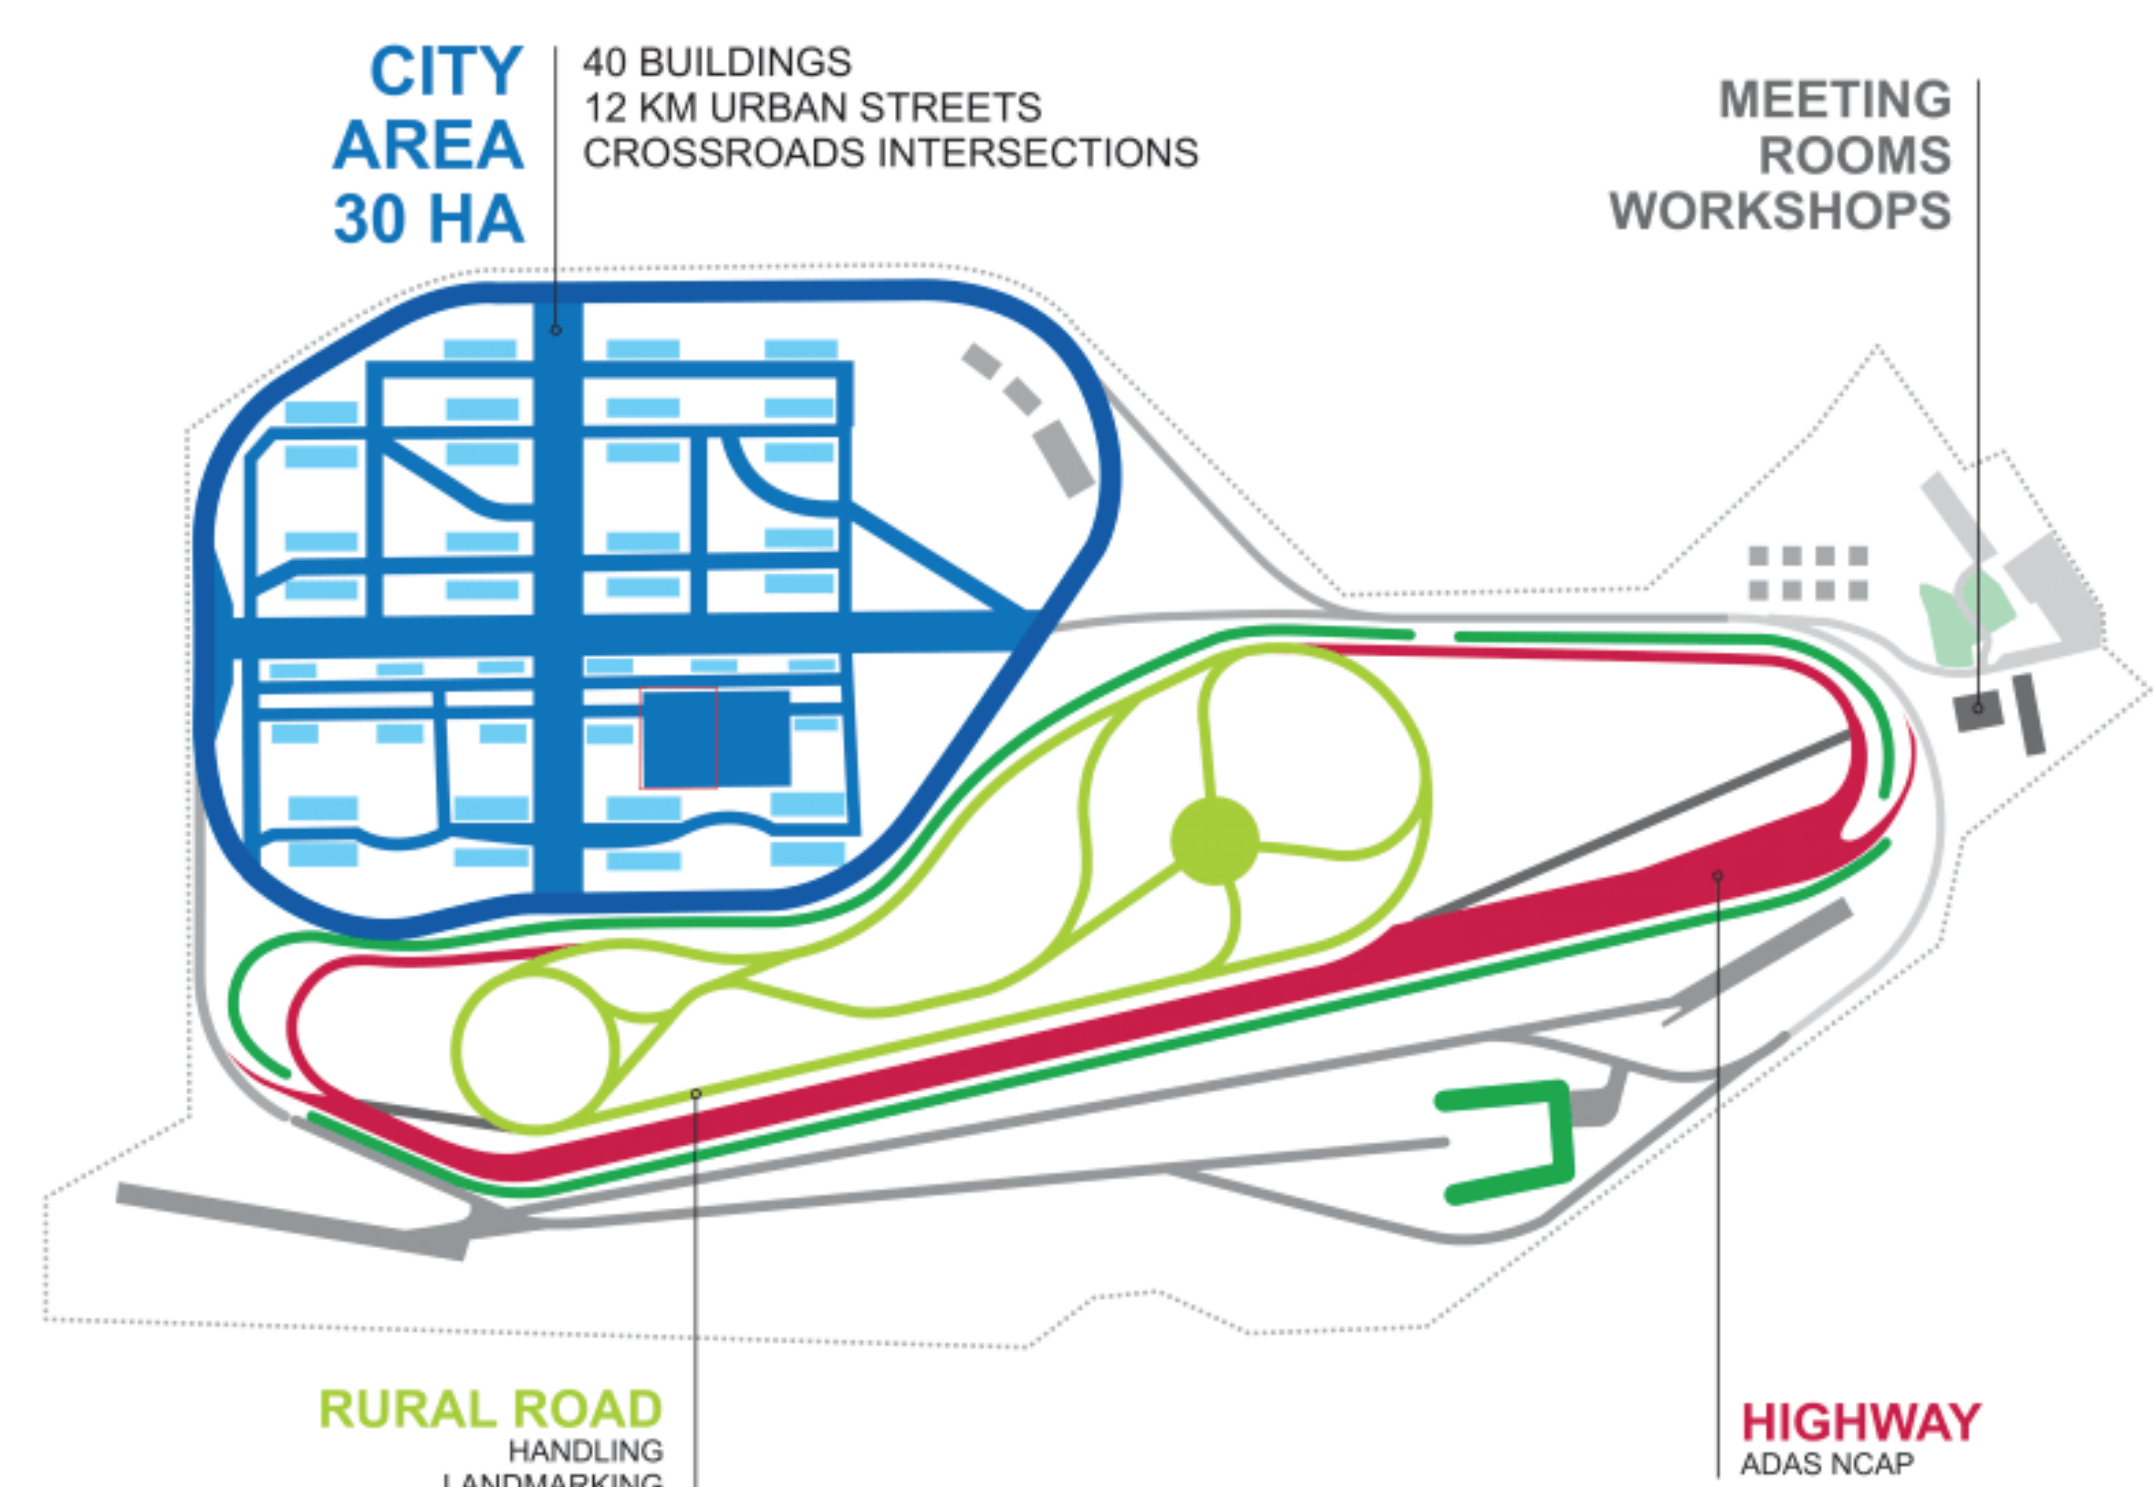 CITY
AREA
30 HA
40 BUILDINGS
12 KM URBAN STREETS
CROSSROADS INTERSECTIONS
MEETING
ROOMS
WORKSHOPS
RURAL ROAD
HANDLING
LANDMARKING
HIGHWAY
ADAS NCAP